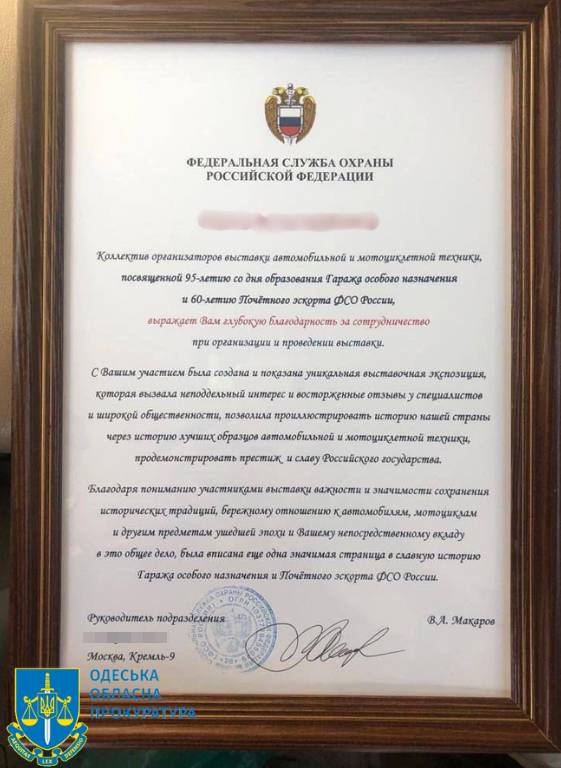 ФЕДЕРАЛЬНАЯ СЛУЖБА ОХРАНЫ
РОССИЙСКОЙ ФЕДЕРАЦИИ
Коллектив организаторов выставки автомобильной и мотоциклетной техники,
посвященной 95-летию со дня образования Гаража особого назначения
и 60-летию Почётного эскорта ФСО России,
выражает Вам глубокую благодарность за сотрудничество
при организации и проведении выставки.
С Вашим участием была создана и показана уникальная выставочная экспозиция,
которая вызвала неподдельный интерес и восторженные отзывы у специалистов
и широкой общественности, позволила проиллюстрировать историю нашей страны
через историю лучших образцов автомобильной и мотоциклетной техники,
продемонстрировать престиж и славу Российского государства.
Благодаря пониманию участниками выставки важности и значимости сохранения
исторических традиций, бережному отношению к автомобилям, мотоциклам
и другим предметам ушедшей эпохи и Вашему непосредственному вкладу
в это общее дело, была вписана еще одна значимая страница в славную историю
Гаража особого назначения и Почётного эскорта ФСО России.
Руководитель подразделения
В.А. Макаров
Москва, Кремль-9
ОДЕСЬКА
ОБЛАСНА
ПРОКУРАТУРА
LEX